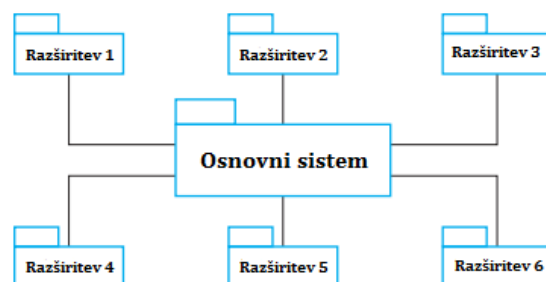 Razširitev 1
Razširitev 2
Razširitev 3
Osnovni sistem
Razširitev 4
Razširitev 5
Razširitev 6